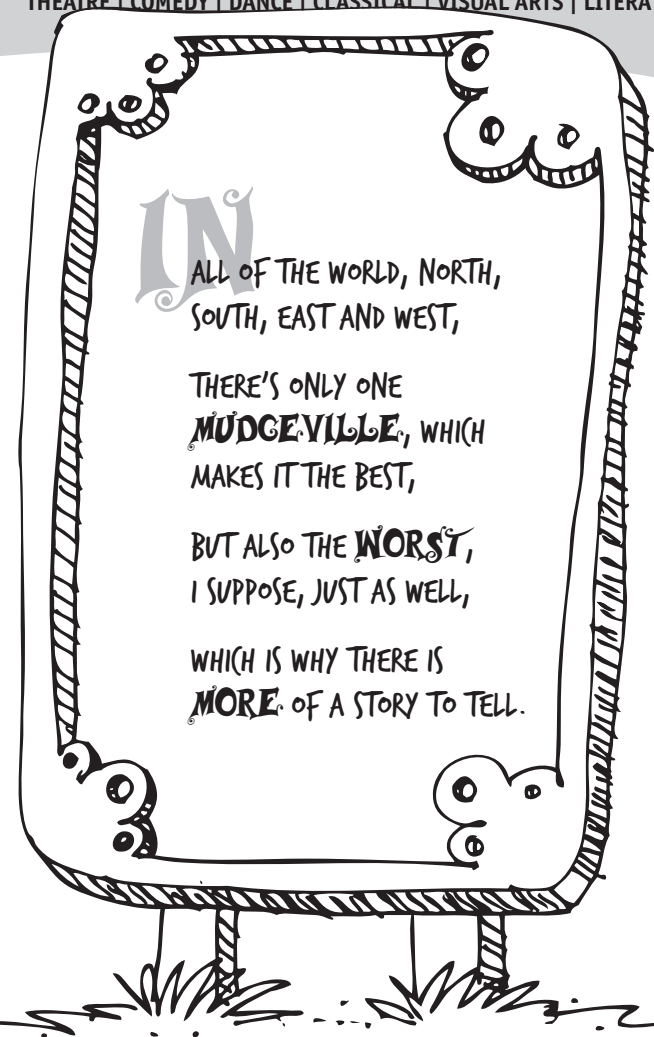 THEATRE | COMEDY | DANCE | CLASSICAL | VISUAL ARTS | LITERA
IN
ALL OF THE WORLD, NORTH,
SOUTH, EAST AND WEST,
THERE'S ONLY ONE
MUDGEVILLE, WHICH
MAKES IT THE BEST,
BUT ALSO THE WORST,
I SUPPOSE, JUST AS WELL,
WHICH IS WHY THERE IS
MORE OF A STORY TO TELL.